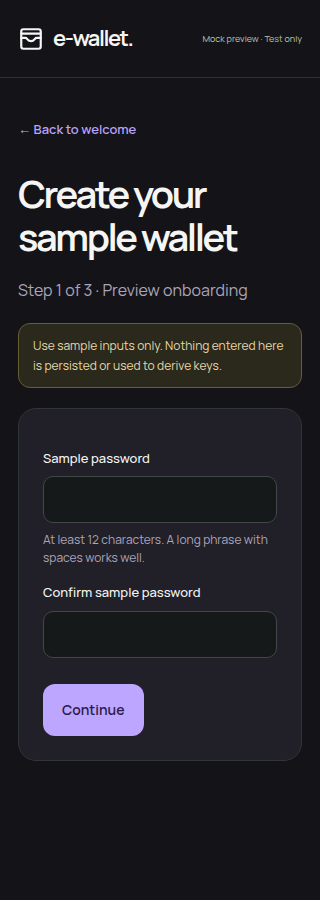 e-wallet.
Mock preview · Test only
← Back to welcome
Create your
sample wallet
Step 1 of 3 · Preview onboarding
Use sample inputs only. Nothing entered here
is persisted or used to derive keys.
Sample password
At least 12 characters. A long phrase with
spaces works well.
Confirm sample password
Continue